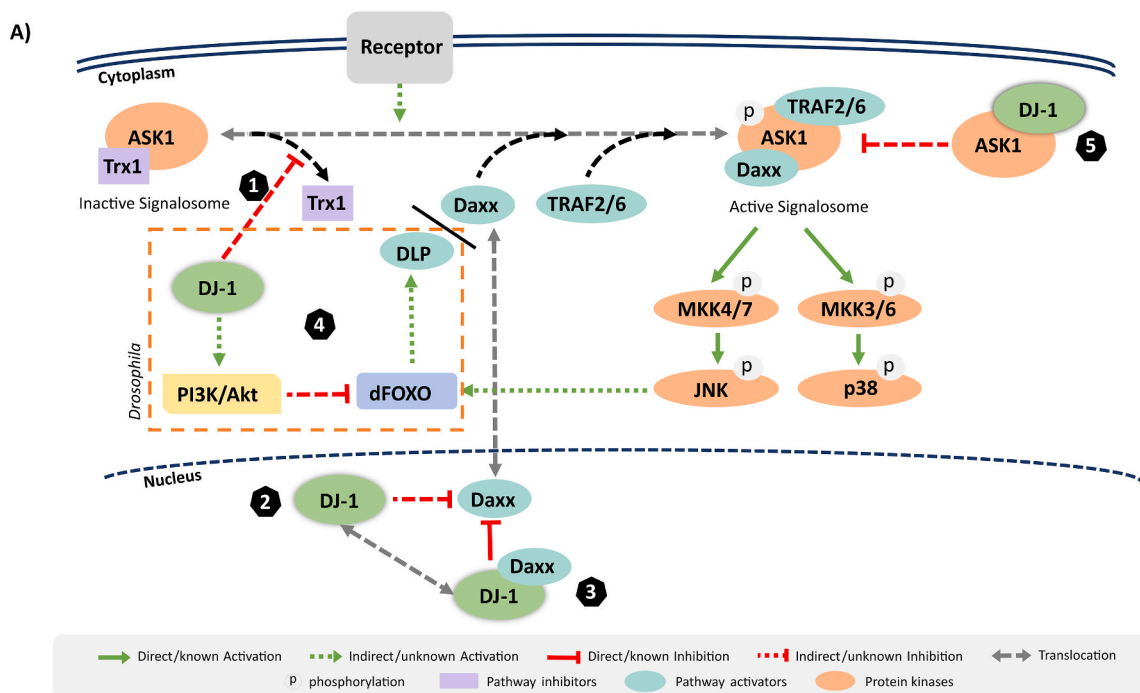 A)
Receptor
Cytoplasm
ASK1
Trx1
Inactive Signalosome
1
Trx1
Daxx
TRAF2/6
p
TRAF2/6
ASK1
Daxx
Active Signalosome
DJ-1
ASK1
5
DJ-1
DLP
4
Drosophila
PI3K/Akt
dFOXO
p
MKK4/7
p
MKK3/6
p
JNK
p
p38
Nucleus
2
DJ-1
Daxx
Daxx
DJ-1
3
Direct/known Activation
Indirect/unknown Activation
Direct/known Inhibition
Indirect/unknown Inhibition
Translocation
p phosphorylation
Pathway inhibitors
Pathway activators
Protein kinases